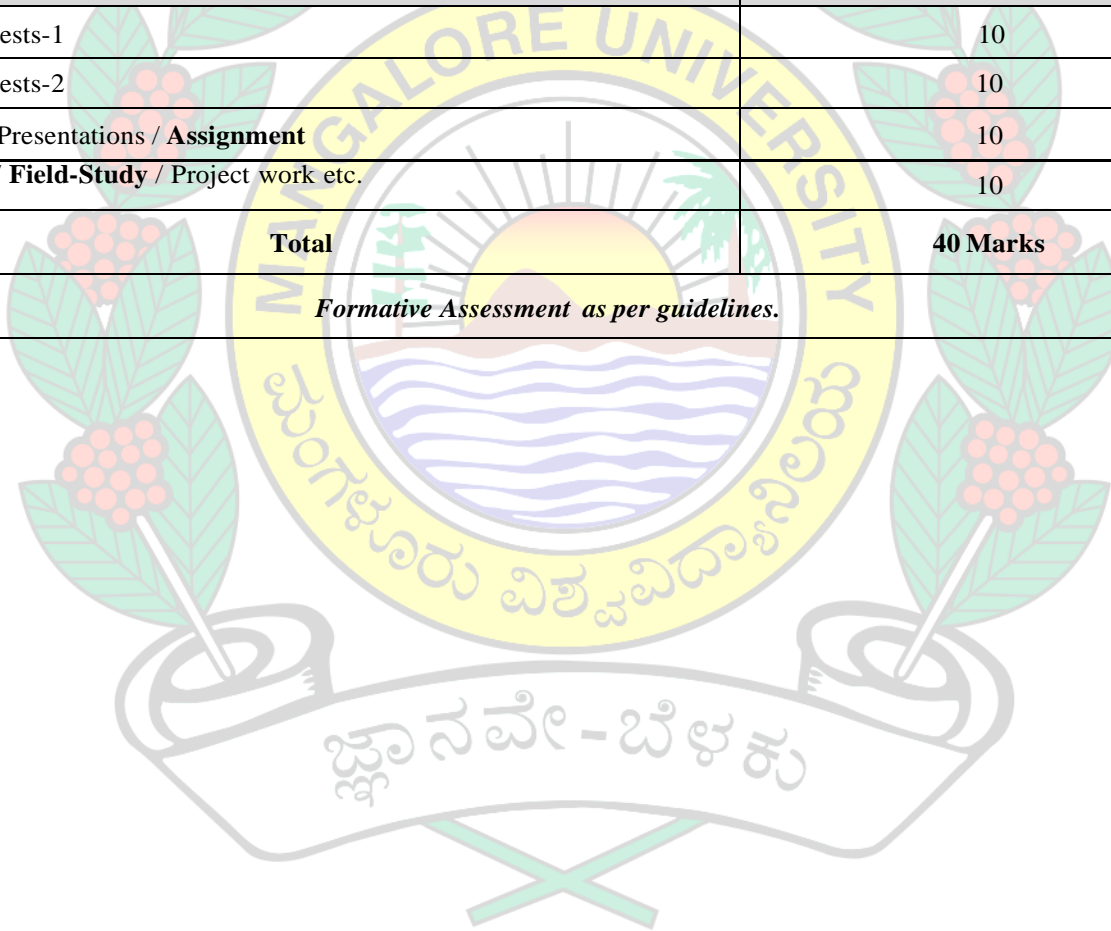 ests-1 10
ests-2 10
Presentations / Assignment 10
Field-Study / Project work etc. 10
Total 40 Marks
Formative Assessment as per guidelines.
MANGALORE UNIVERSITY
ಮಂಗಳೂರು ವಿಶ್ವವಿದ್ಯಾನಿಲಯ
ಜ್ಞಾನವೇ-ಬೆಳಕು